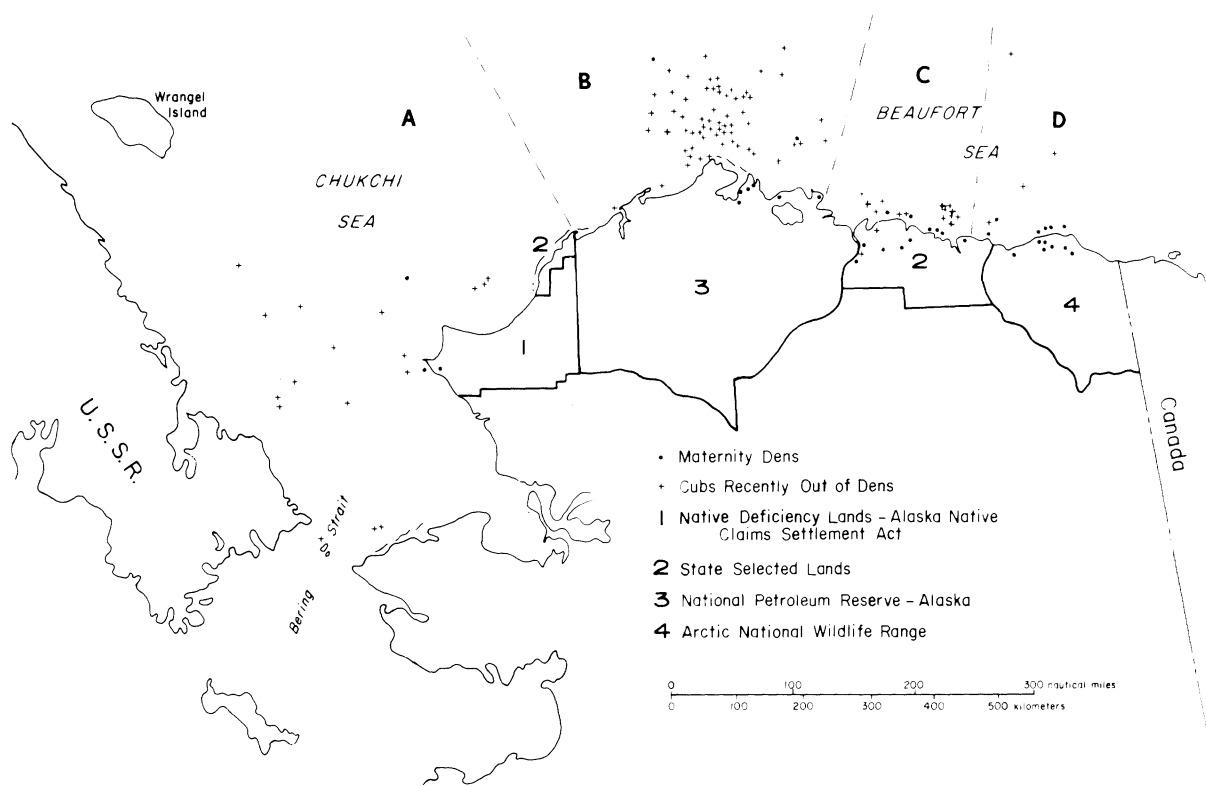 Wrangel
Island
A
B
C
D
BEAUFORT
SEA
CHUKCHI
SEA
2
3
2
4
1
U.S.S.R.
Canada
Strait
Bering
• Maternity Dens
+ Cubs Recently Out of Dens
1 Native Deficiency Lands – Alaska Native
Claims Settlement Act
2 State Selected Lands
3 National Petroleum Reserve – Alaska
4 Arctic National Wildlife Range
0 100 200 300 nautical miles
0 100 200 300 400 500 kilometers